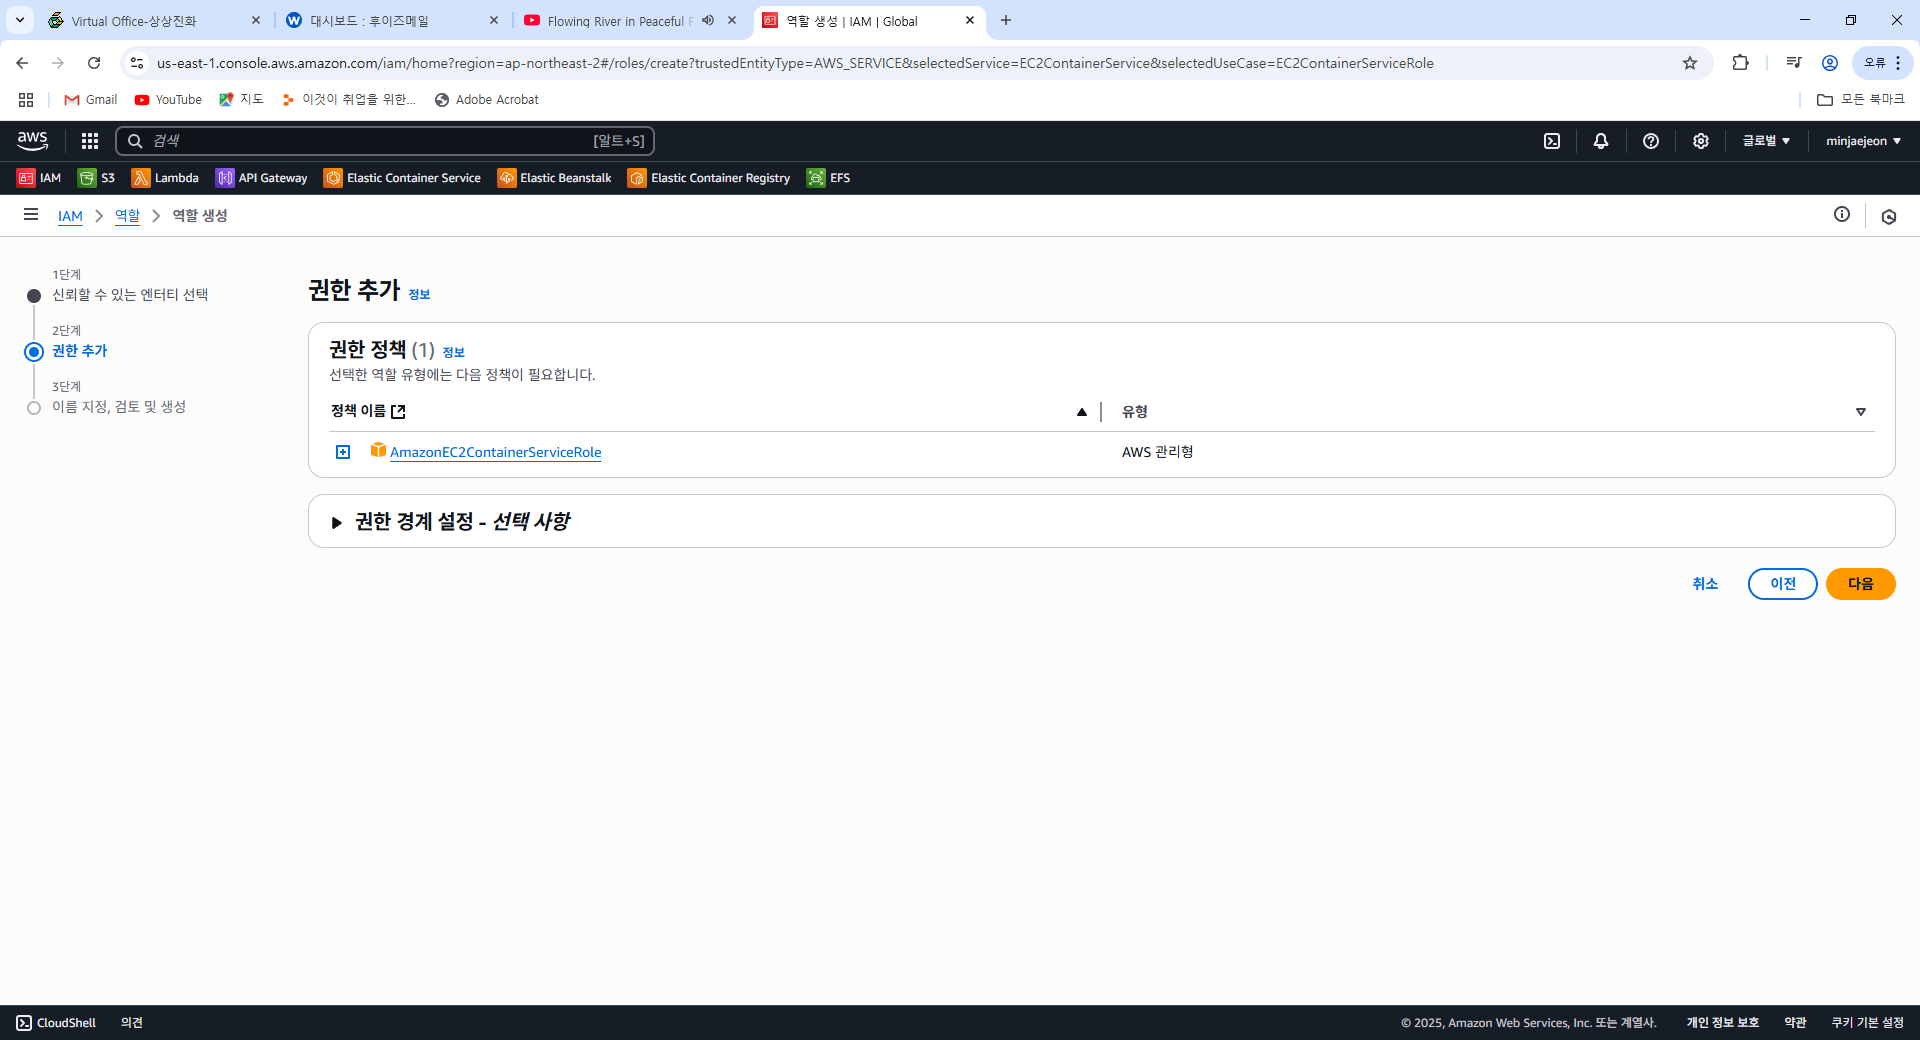 Virtual Office-상상진화
대시보드 : 후이즈메일
Flowing River in Peaceful F
역할 생성 | IAM | Global
us-east-1.console.aws.amazon.com/iam/home?region=ap-northeast-2#/roles/create?trustedEntityType=AWS_SERVICE&selectedService=EC2ContainerService&selectedUseCase=EC2ContainerServiceRole
오류
Gmail
YouTube
지도
이것이 취업을 위한...
Adobe Acrobat
모든 북마크
aws
검색
[알트+S]
글로벌
minjaejeon
IAM
S3
Lambda
API Gateway
Elastic Container Service
Elastic Beanstalk
Elastic Container Registry
EFS
IAM
역할
역할 생성
1단계
신뢰할 수 있는 엔터티 선택
2단계
권한 추가
3단계
이름 지정, 검토 및 생성
권한 추가 정보
권한 정책 (1) 정보
선택한 역할 유형에는 다음 정책이 필요합니다.
정책 이름
유형
AmazonEC2ContainerServiceRole
AWS 관리형
권한 경계 설정 - 선택 사항
취소
이전
다음
CloudShell
의견
© 2025, Amazon Web Services, Inc. 또는 계열사.
개인 정보 보호
약관
쿠키 기본 설정